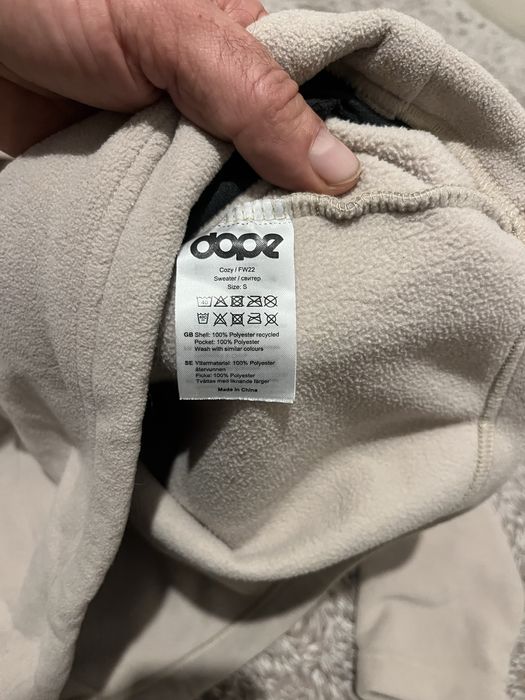 dope
Cozy / FW22
Sweater / свитер
Size: S
GB Shell: 100% Polyester recycled
Pocket: 100% Polyester
Wash with similar colours
SE Yttermaterial: 100% Polyester
återvunnen
Ficka: 100% Polyester
Tvättas med liknande färger
Made in China